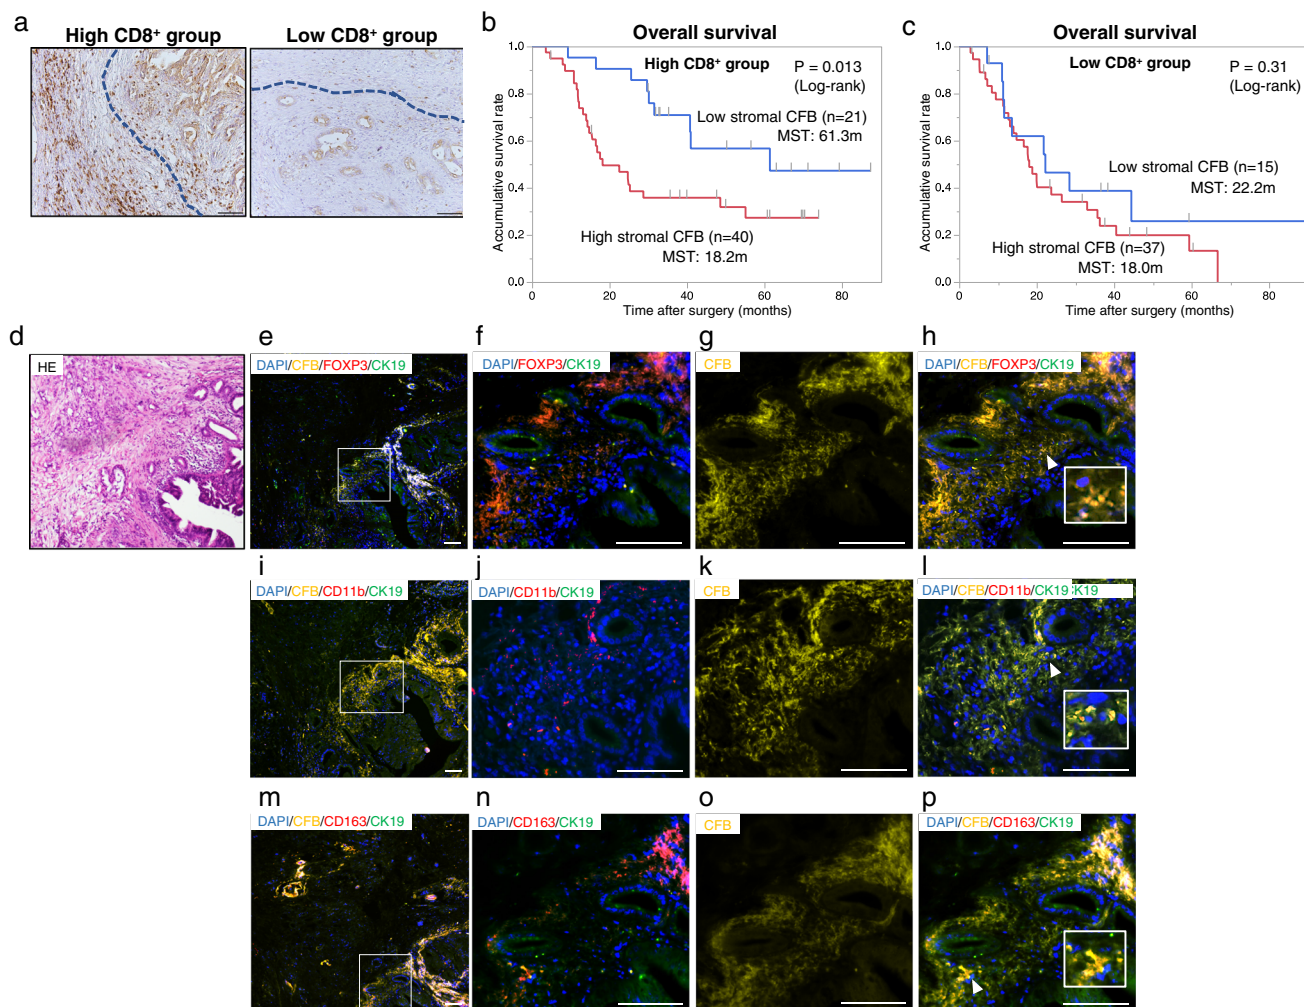 a
High CD8⁺ group
Low CD8⁺ group
b
Overall survival
High CD8⁺ group
P = 0.013
(Log-rank)
Low stromal CFB (n=21)
MST: 61.3m
High stromal CFB (n=40)
MST: 18.2m
Accumulative survival rate
1.0
0.8
0.6
0.4
0.2
0.0
0
20
40
60
80
Time after surgery (months)
c
Overall survival
Low CD8⁺ group
P = 0.31
(Log-rank)
Low stromal CFB (n=15)
MST: 22.2m
High stromal CFB (n=37)
MST: 18.0m
Accumulative survival rate
1.0
0.8
0.6
0.4
0.2
0.0
0
20
40
60
80
Time after surgery (months)
d
HE
e
DAPI/CFB/FOXP3/CK19
f
DAPI/FOXP3/CK19
g
CFB
h
DAPI/CFB/FOXP3/CK19
i
DAPI/CFB/CD11b/CK19
j
DAPI/CD11b/CK19
k
CFB
l
DAPI/CFB/CD11b/CK19 CK19
m
DAPI/CFB/CD163/CK19
n
DAPI/CD163/CK19
o
CFB
p
DAPI/CFB/CD163/CK19